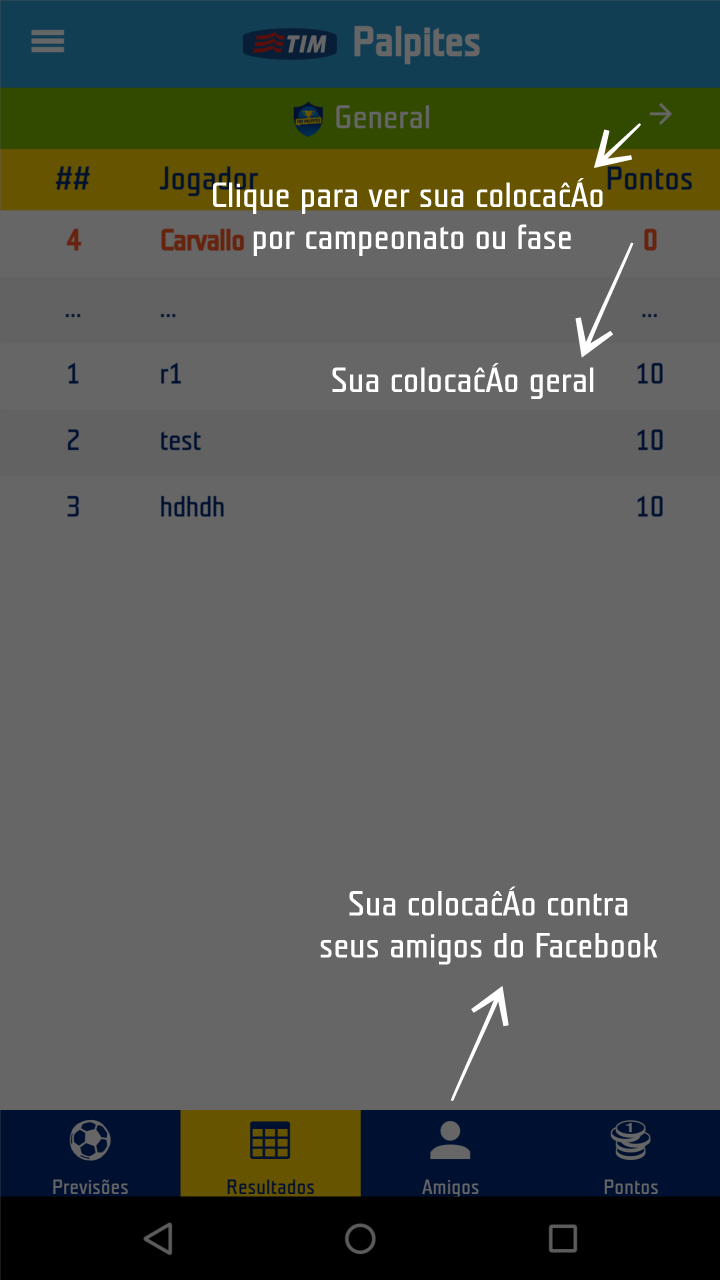 TIM Palpites
General
## Jogador Pontos
Clique para ver sua colocaĉÁo
por campeonato ou fase
4 Carvallo 0
... ... ...
1 r1 10
Sua colocaĉÁo geral
2 test 10
3 hdhdh 10
Sua colocaĉÁo contra
seus amigos do Facebook
1
Previsões Resultados Amigos Pontos